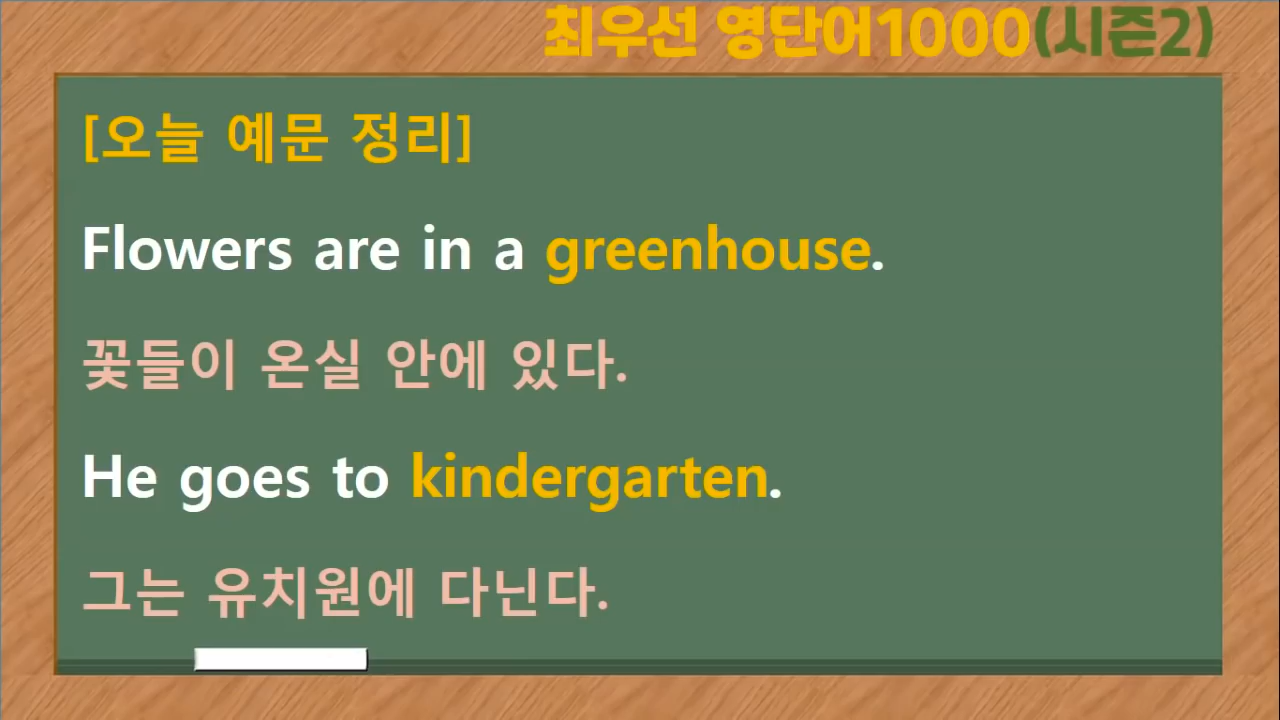 최우선 영단어1000(시즌2)
[오늘 예문 정리]
Flowers are in a greenhouse.
꽃들이 온실 안에 있다.
He goes to kindergarten.
그는 유치원에 다닌다.